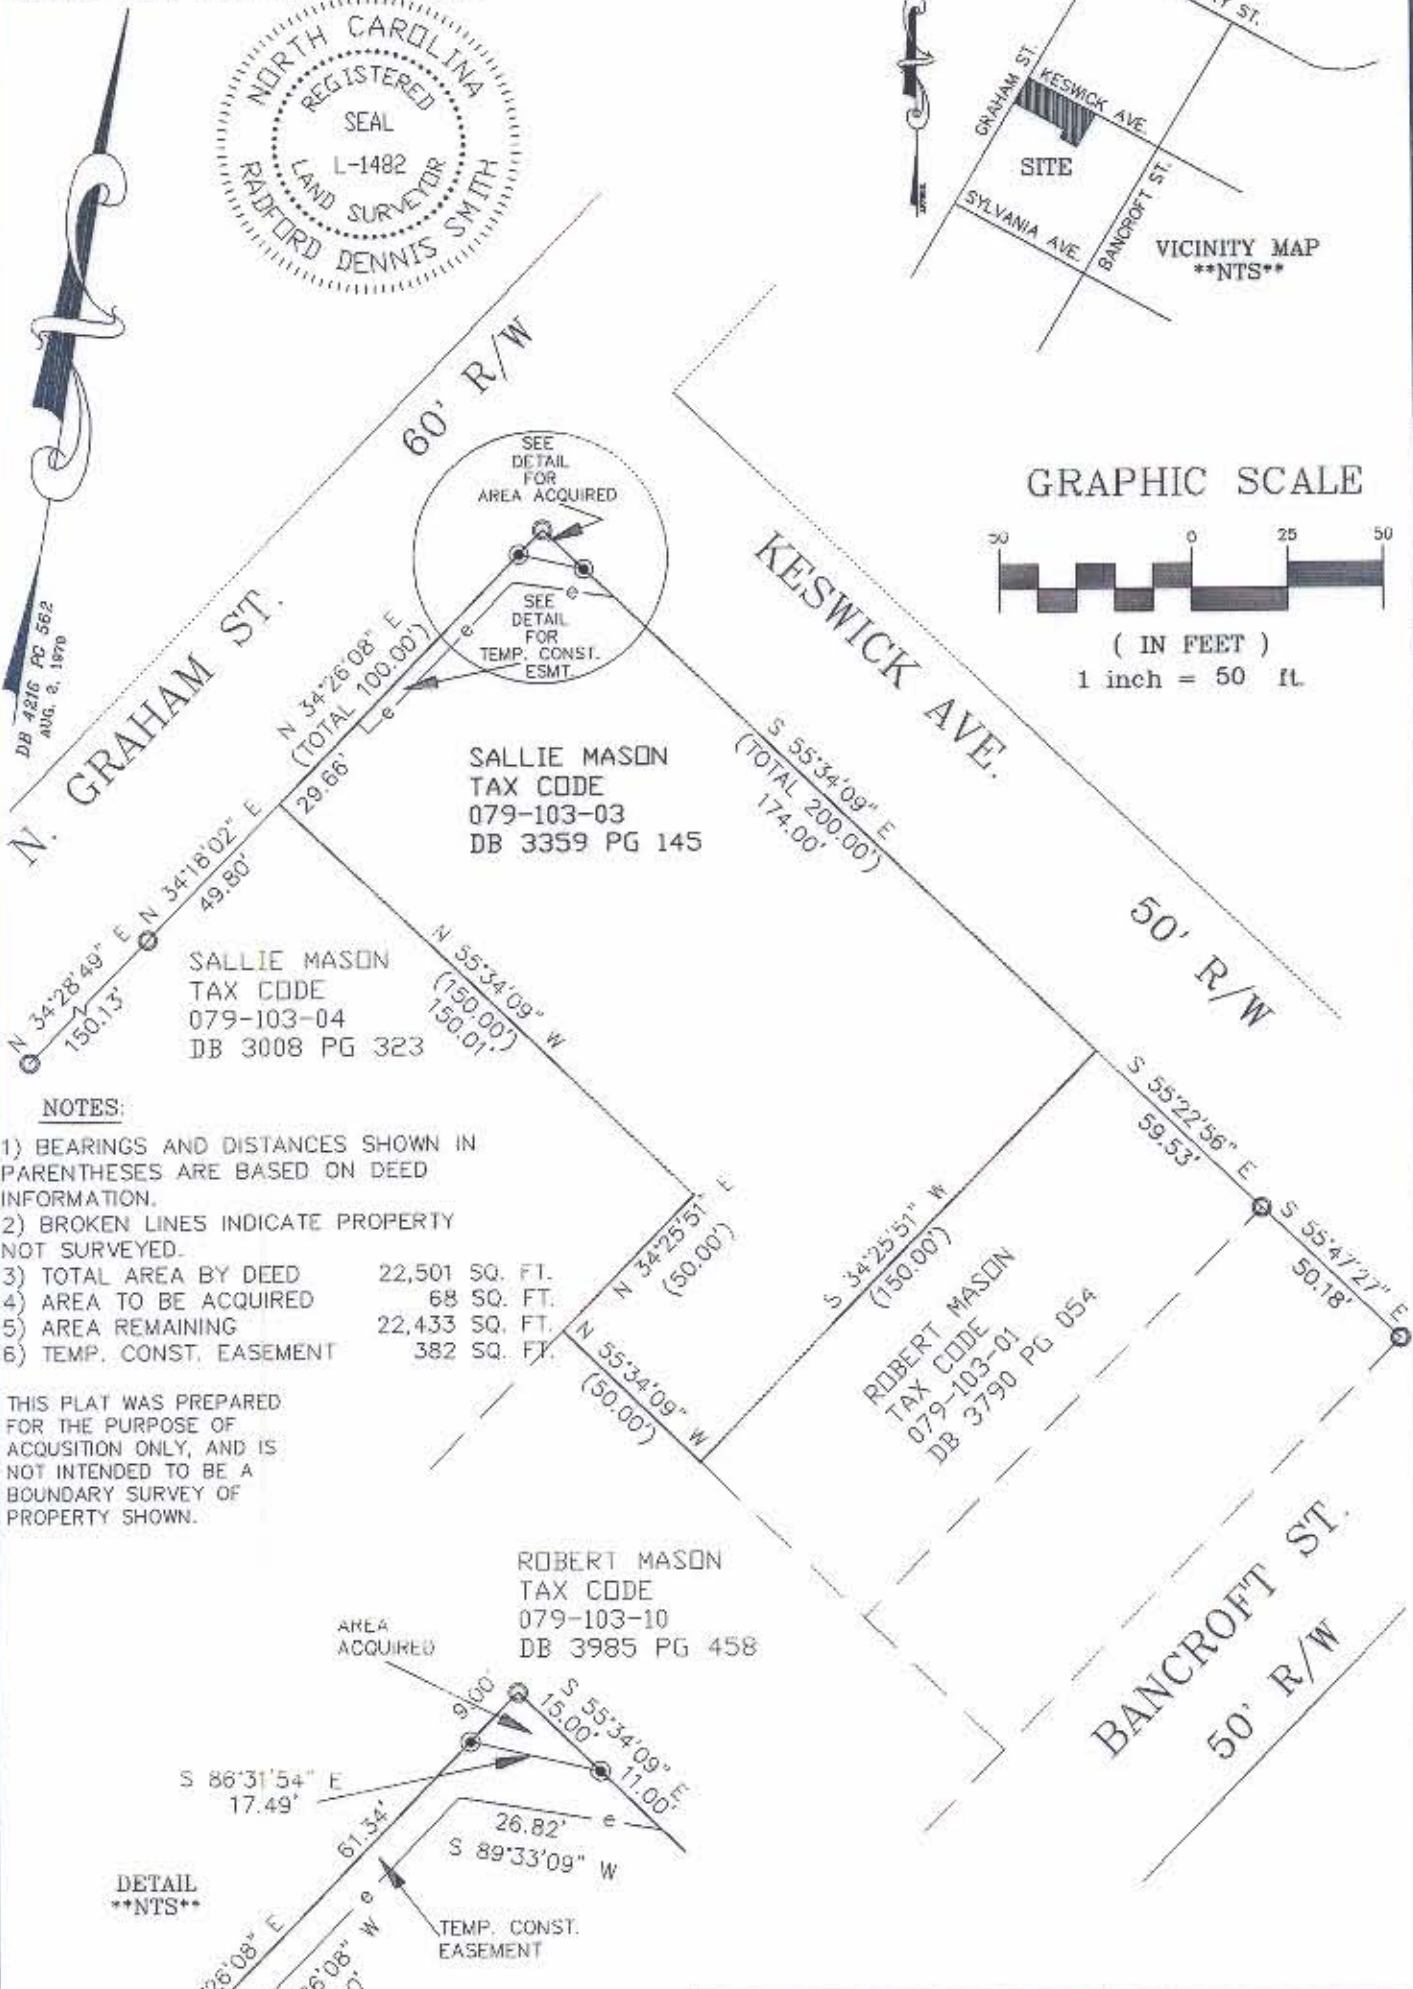 NORTH CAROLINA
REGISTERED
SEAL
L-1482
LAND SURVEYOR
RADFORD DENNIS SMITH
ST.
GRAHAM ST.
KESWICK AVE.
SITE
SYLVANIA AVE.
BANCROFT ST.
VICINITY MAP
**NTS**
DB 4216 PG 562
AUG. 2, 1979
60' R/W
SEE
DETAIL
FOR
AREA ACQUIRED
e
SEE
DETAIL
FOR
TEMP. CONST.
ESMT.
e
e
GRAPHIC SCALE
50 0 25 50
( IN FEET )
1 inch = 50 ft.
N. GRAHAM ST.
KESWICK AVE.
50' R/W
N 34°26'08" E
(TOTAL 100.00')
29.66'
SALLIE MASON
TAX CODE
079-103-03
DB 3359 PG 145
S 55°34'09" E
(TOTAL 200.00')
174.00'
N 34°18'02" E
49.80'
N 34°28'49" E
150.13'
SALLIE MASON
TAX CODE
079-103-04
DB 3008 PG 323
N 55°34'09" W
(150.00')
150.01'
S 55°22'56" E
59.53'
S 55°47'27" E
50.18'
NOTES:
1) BEARINGS AND DISTANCES SHOWN IN
PARENTHESES ARE BASED ON DEED
INFORMATION.
2) BROKEN LINES INDICATE PROPERTY
NOT SURVEYED.
3) TOTAL AREA BY DEED 22,501 SQ. FT.
4) AREA TO BE ACQUIRED 68 SQ. FT.
5) AREA REMAINING 22,433 SQ. FT.
6) TEMP. CONST. EASEMENT 382 SQ. FT.
THIS PLAT WAS PREPARED
FOR THE PURPOSE OF
ACQUSITION ONLY, AND IS
NOT INTENDED TO BE A
BOUNDARY SURVEY OF
PROPERTY SHOWN.
N 34°25'51" E
(50.00')
N 55°34'09" W
(50.00')
S 34°25'51" W
(150.00')
ROBERT MASON
TAX CODE
079-103-01
DB 3790 PG 054
BANCROFT ST.
50' R/W
ROBERT MASON
TAX CODE
079-103-10
DB 3985 PG 458
AREA
ACQUIRED
9.00'
S 55°34'09" E
15.00'
11.00'
S 86°31'54" E
17.49'
61.34'
26.82' e
S 89°33'09" W
DETAIL
**NTS**
e
TEMP. CONST.
EASEMENT
26'08" E
6'08" W